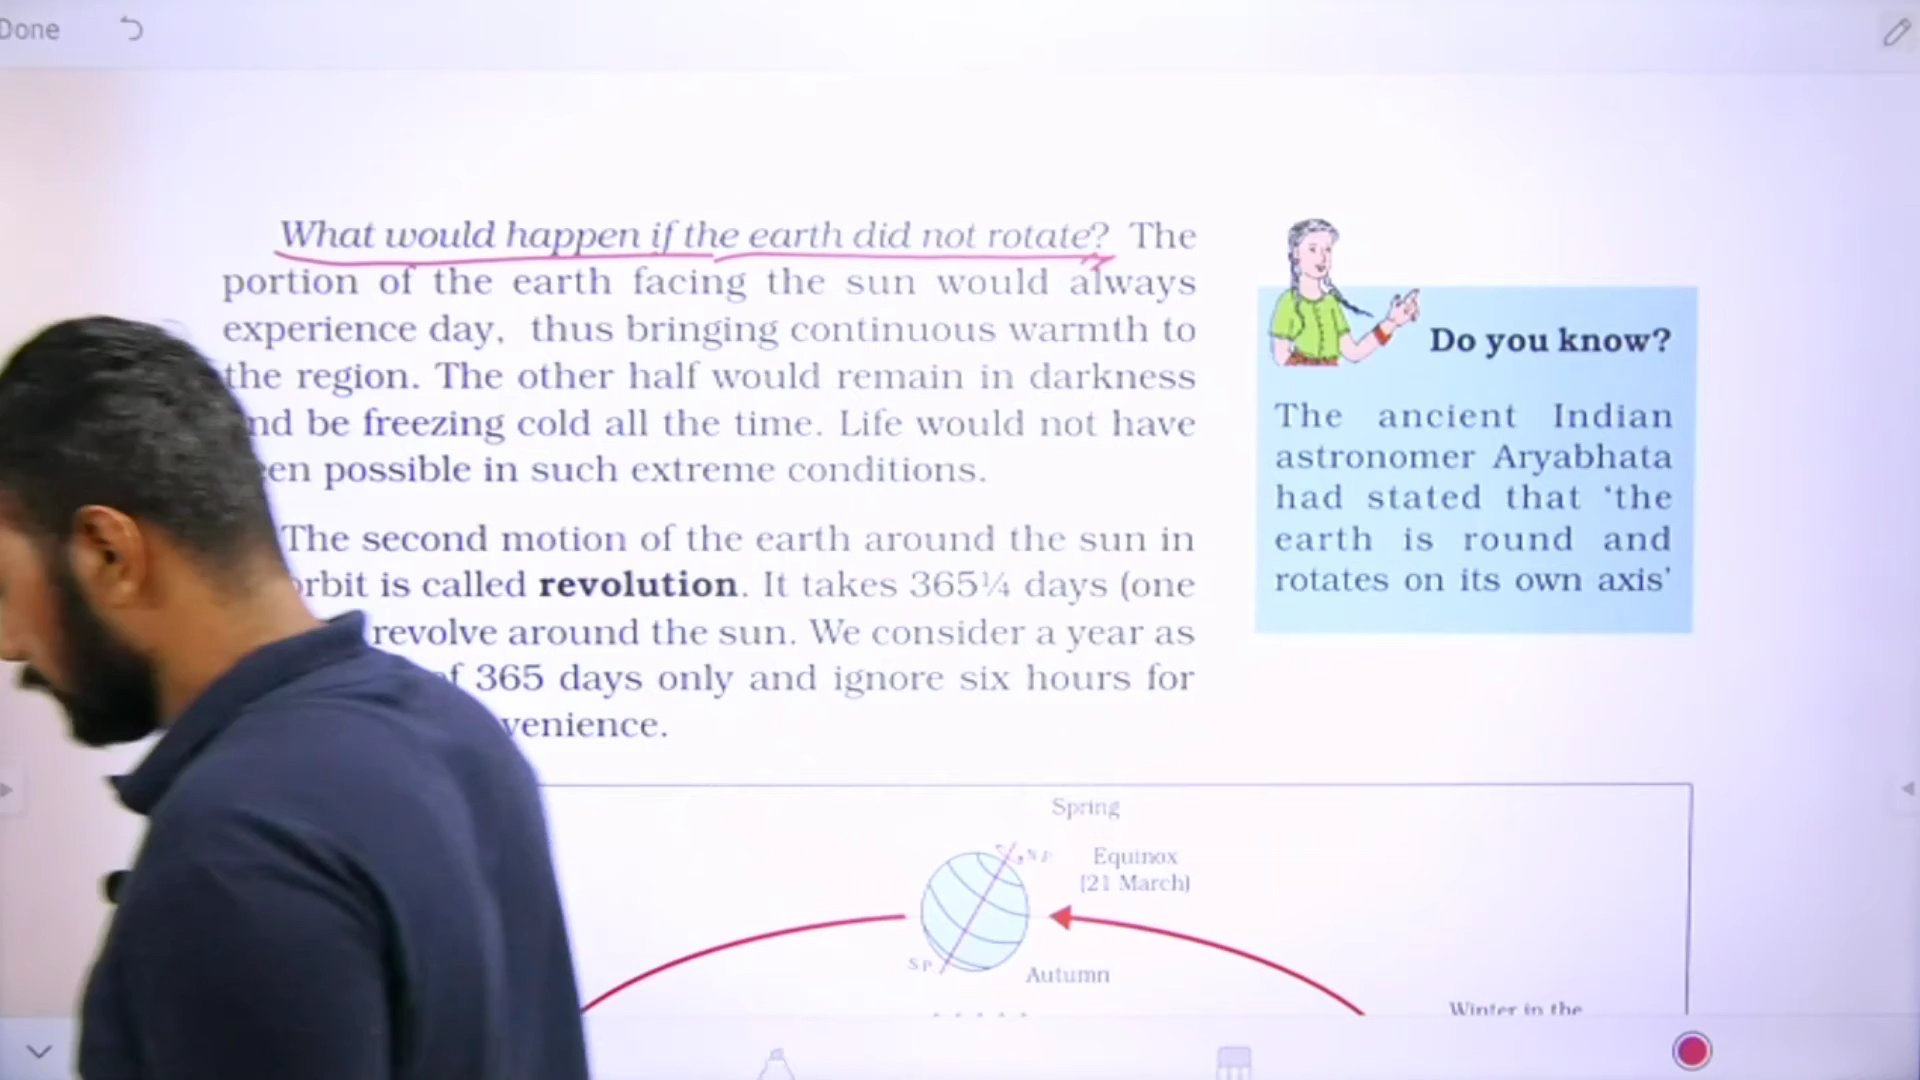 Done
What would happen if the earth did not rotate? The
portion of the earth facing the sun would always
experience day, thus bringing continuous warmth to
the region. The other half would remain in darkness
nd be freezing cold all the time. Life would not have
en possible in such extreme conditions.
The second motion of the earth around the sun in
orbit is called revolution. It takes 365¼ days (one
revolve around the sun. We consider a year as
of 365 days only and ignore six hours for
venience.
Do you know?
The ancient Indian
astronomer Aryabhata
had stated that ‘the
earth is round and
rotates on its own axis’
Spring
N.P.
Equinox
(21 March)
S.P.
Autumn
Winter in the